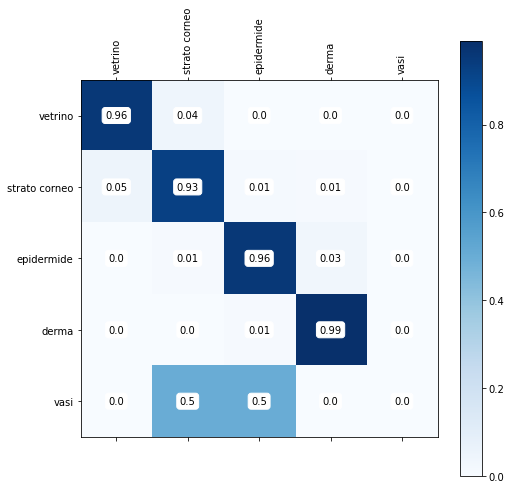 vetrino strato corneo epidermide derma vasi
vetrino 0.96 0.04 0.0 0.0 0.0
strato corneo 0.05 0.93 0.01 0.01 0.0
epidermide 0.0 0.01 0.96 0.03 0.0
derma 0.0 0.0 0.01 0.99 0.0
vasi 0.0 0.5 0.5 0.0 0.0
0.8
0.6
0.4
0.2
0.0